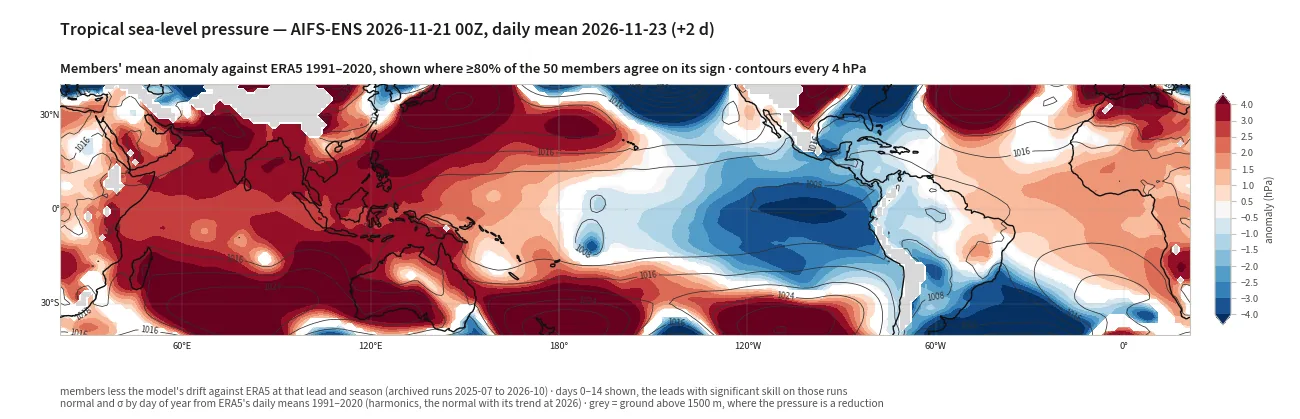 Tropical sea-level pressure — AIFS-ENS 2026-11-21 00Z, daily mean 2026-11-23 (+2 d)
Members' mean anomaly against ERA5 1991–2020, shown where ≥80% of the 50 members agree on its sign · contours every 4 hPa
30°N
0°
30°S
60°E
120°E
180°
120°W
60°W
0°
1016
1016
1016
1016
1016
1008
1016
1008
1016
1024
1008
1016
1016
1016
4.0
3.0
2.5
2.0
1.5
1.0
0.5
−0.5
−1.0
−1.5
−2.0
−2.5
−3.0
−4.0
anomaly (hPa)
members less the model's drift against ERA5 at that lead and season (archived runs 2025-07 to 2026-10) · days 0–14 shown, the leads with significant skill on those runs
normal and σ by day of year from ERA5's daily means 1991–2020 (harmonics, the normal with its trend at 2026) · grey = ground above 1500 m, where the pressure is a reduction